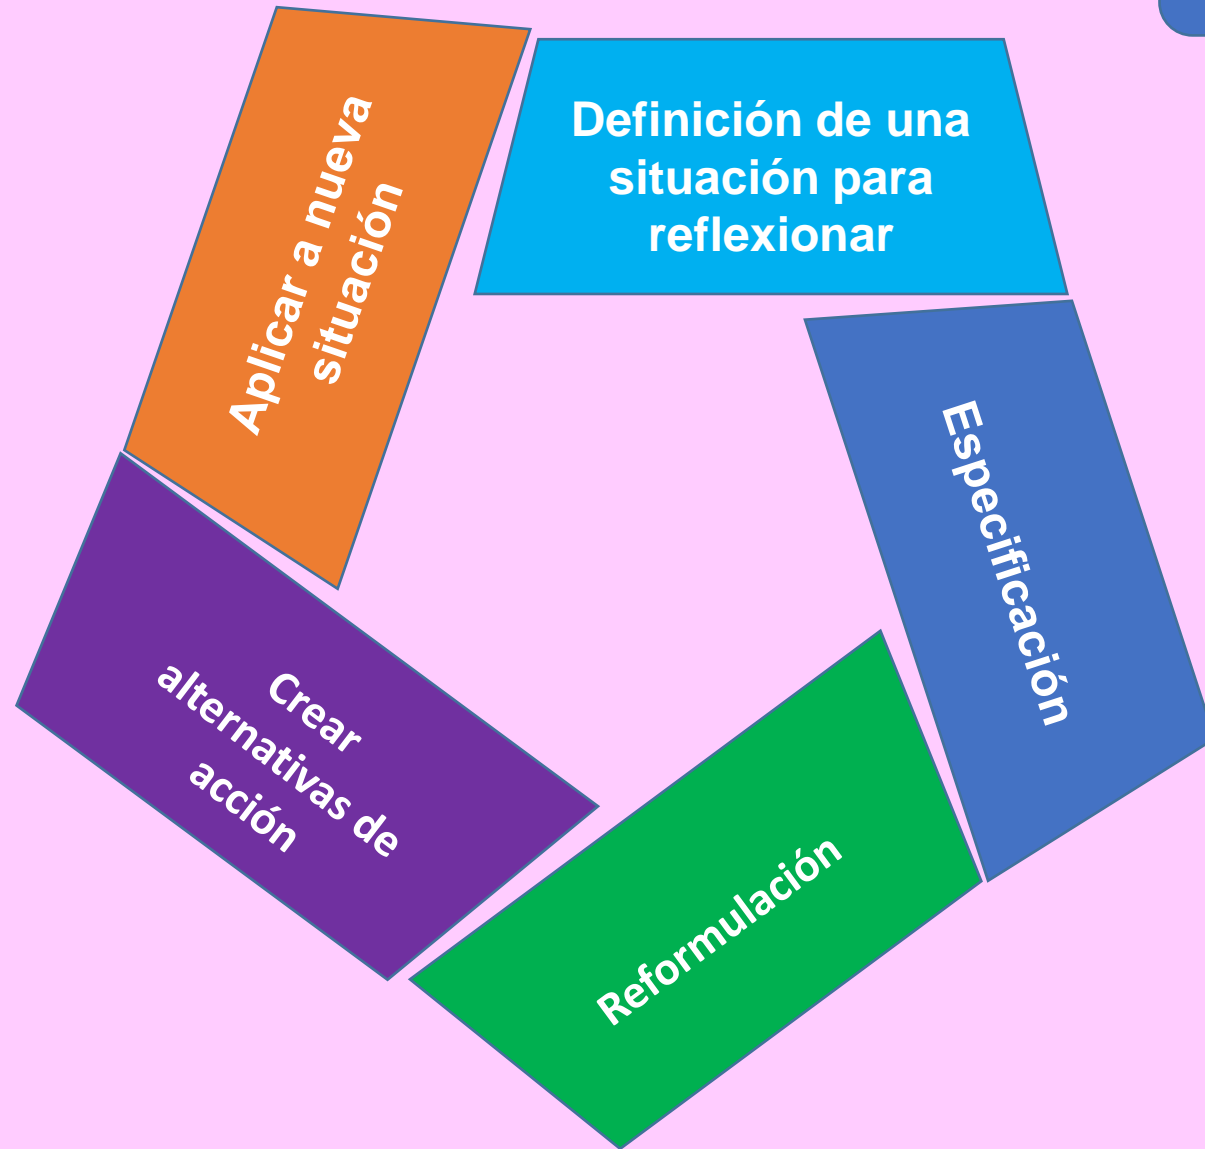 Definición de una
situación para
reflexionar
Especificación
Reformulación
Crear
alternativas de
acción
Aplicar a nueva
situación